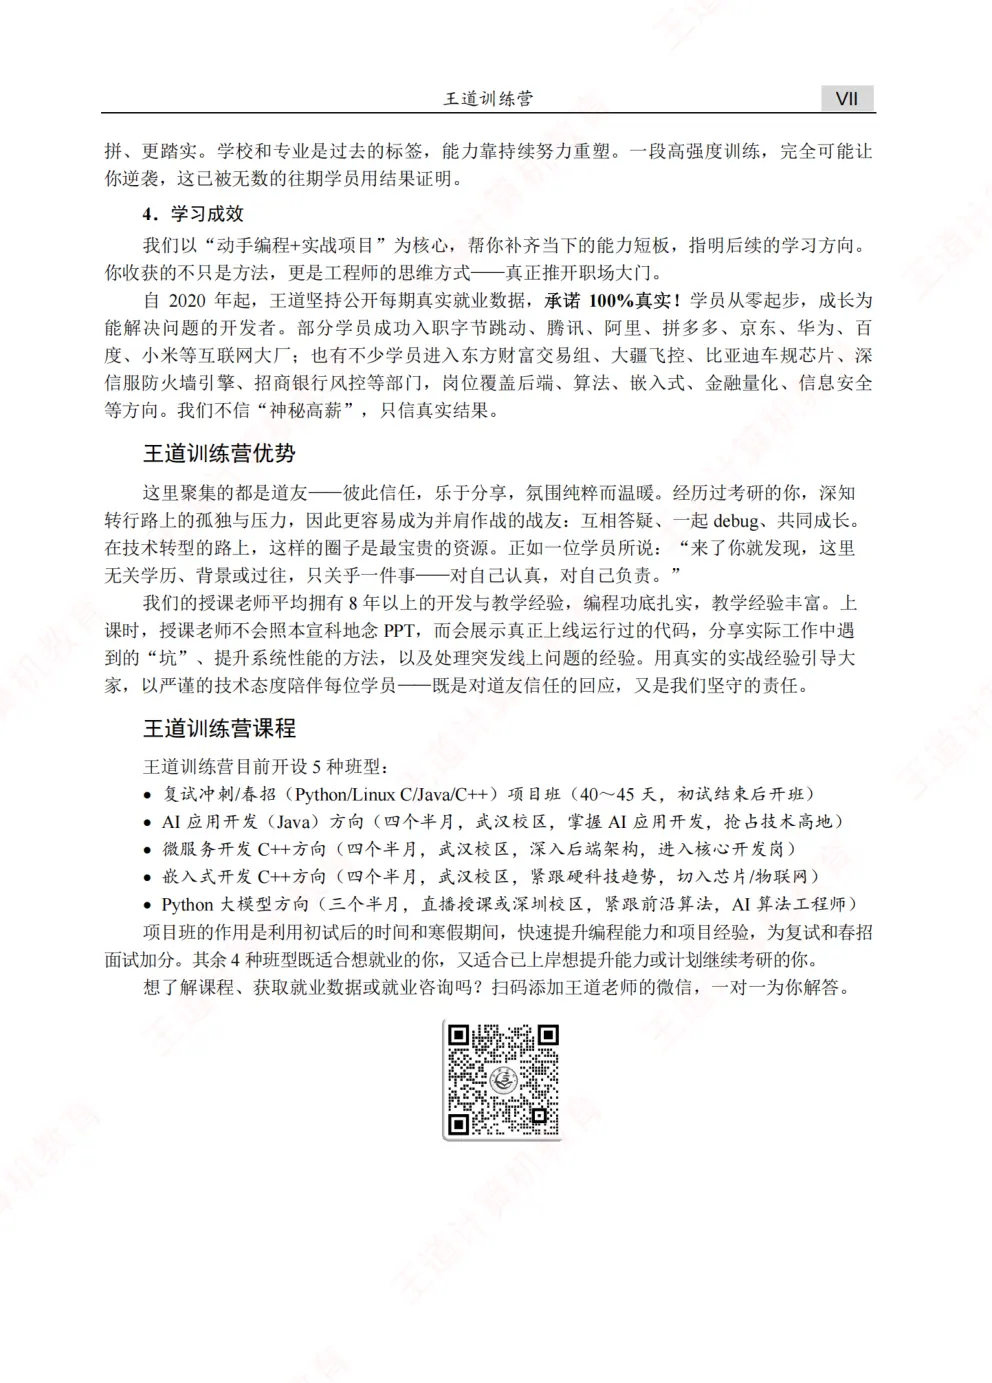 王道训练营 VII
拼、更踏实。学校和专业是过去的标签，能力靠持续努力重塑。一段高强度训练，完全可能让
你逆袭，这已被无数的往期学员用结果证明。
4．学习成效
我们以“动手编程+实战项目”为核心，帮你补齐当下的能力短板，指明后续的学习方向。
你收获的不只是方法，更是工程师的思维方式——真正推开职场大门。
自 2020 年起，王道坚持公开每期真实就业数据，承诺 100%真实！学员从零起步，成长为
能解决问题的开发者。部分学员成功入职字节跳动、腾讯、阿里、拼多多、京东、华为、百
度、小米等互联网大厂；也有不少学员进入东方财富交易组、大疆飞控、比亚迪车规芯片、深
信服防火墙引擎、招商银行风控等部门，岗位覆盖后端、算法、嵌入式、金融量化、信息安全
等方向。我们不信“神秘高薪”，只信真实结果。
王道训练营优势
这里聚集的都是道友——彼此信任，乐于分享，氛围纯粹而温暖。经历过考研的你，深知
转行路上的孤独与压力，因此更容易成为并肩作战的战友：互相答疑、一起 debug、共同成长。
在技术转型的路上，这样的圈子是最宝贵的资源。正如一位学员所说：“来了你就发现，这里
无关学历、背景或过往，只关乎一件事——对自己认真，对自己负责。”
我们的授课老师平均拥有 8 年以上的开发与教学经验，编程功底扎实，教学经验丰富。上
课时，授课老师不会照本宣科地念 PPT，而会展示真正上线运行过的代码，分享实际工作中遇
到的“坑”、提升系统性能的方法，以及处理突发线上问题的经验。用真实的实战经验引导大
家，以严谨的技术态度陪伴每位学员——既是对道友信任的回应，又是我们坚守的责任。
王道训练营课程
王道训练营目前开设 5 种班型：
● 复试冲刺/春招（Python/Linux C/Java/C++）项目班（40～45 天，初试结束后开班）
● AI 应用开发（Java）方向（四个半月，武汉校区，掌握 AI 应用开发，抢占技术高地）
● 微服务开发 C++方向（四个半月，武汉校区，深入后端架构，进入核心开发岗）
● 嵌入式开发 C++方向（四个半月，武汉校区，紧跟硬科技趋势，切入芯片/物联网）
● Python 大模型方向（三个半月，直播授课或深圳校区，紧跟前沿算法，AI 算法工程师）
项目班的作用是利用初试后的时间和寒假期间，快速提升编程能力和项目经验，为复试和春招
面试加分。其余 4 种班型既适合想就业的你，又适合已上岸想提升能力或计划继续考研的你。
想了解课程、获取就业数据或就业咨询吗？扫码添加王道老师的微信，一对一为你解答。
王道计算机教育